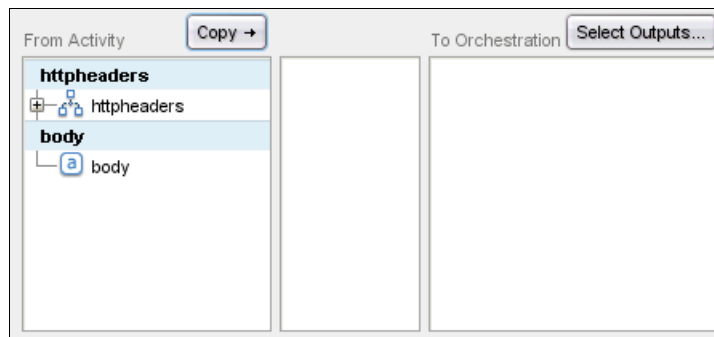 From Activity
Copy →
To Orchestration
Select Outputs...
httpheaders
httpheaders
body
a
body